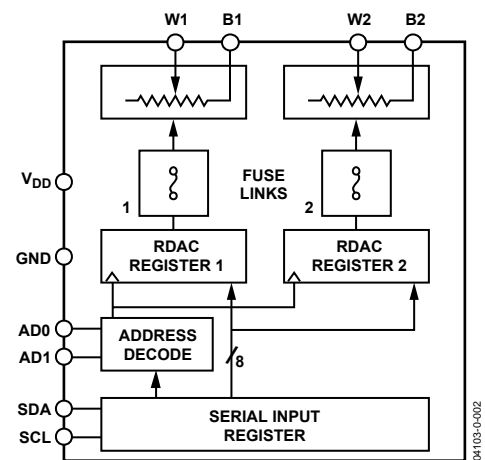 W1 B1 W2 B2
V_DD
1
FUSE
LINKS
2
GND
RDAC
REGISTER 1
RDAC
REGISTER 2
AD0
AD1
ADDRESS
DECODE
8
SDA
SCL
SERIAL INPUT
REGISTER
04103-0-002